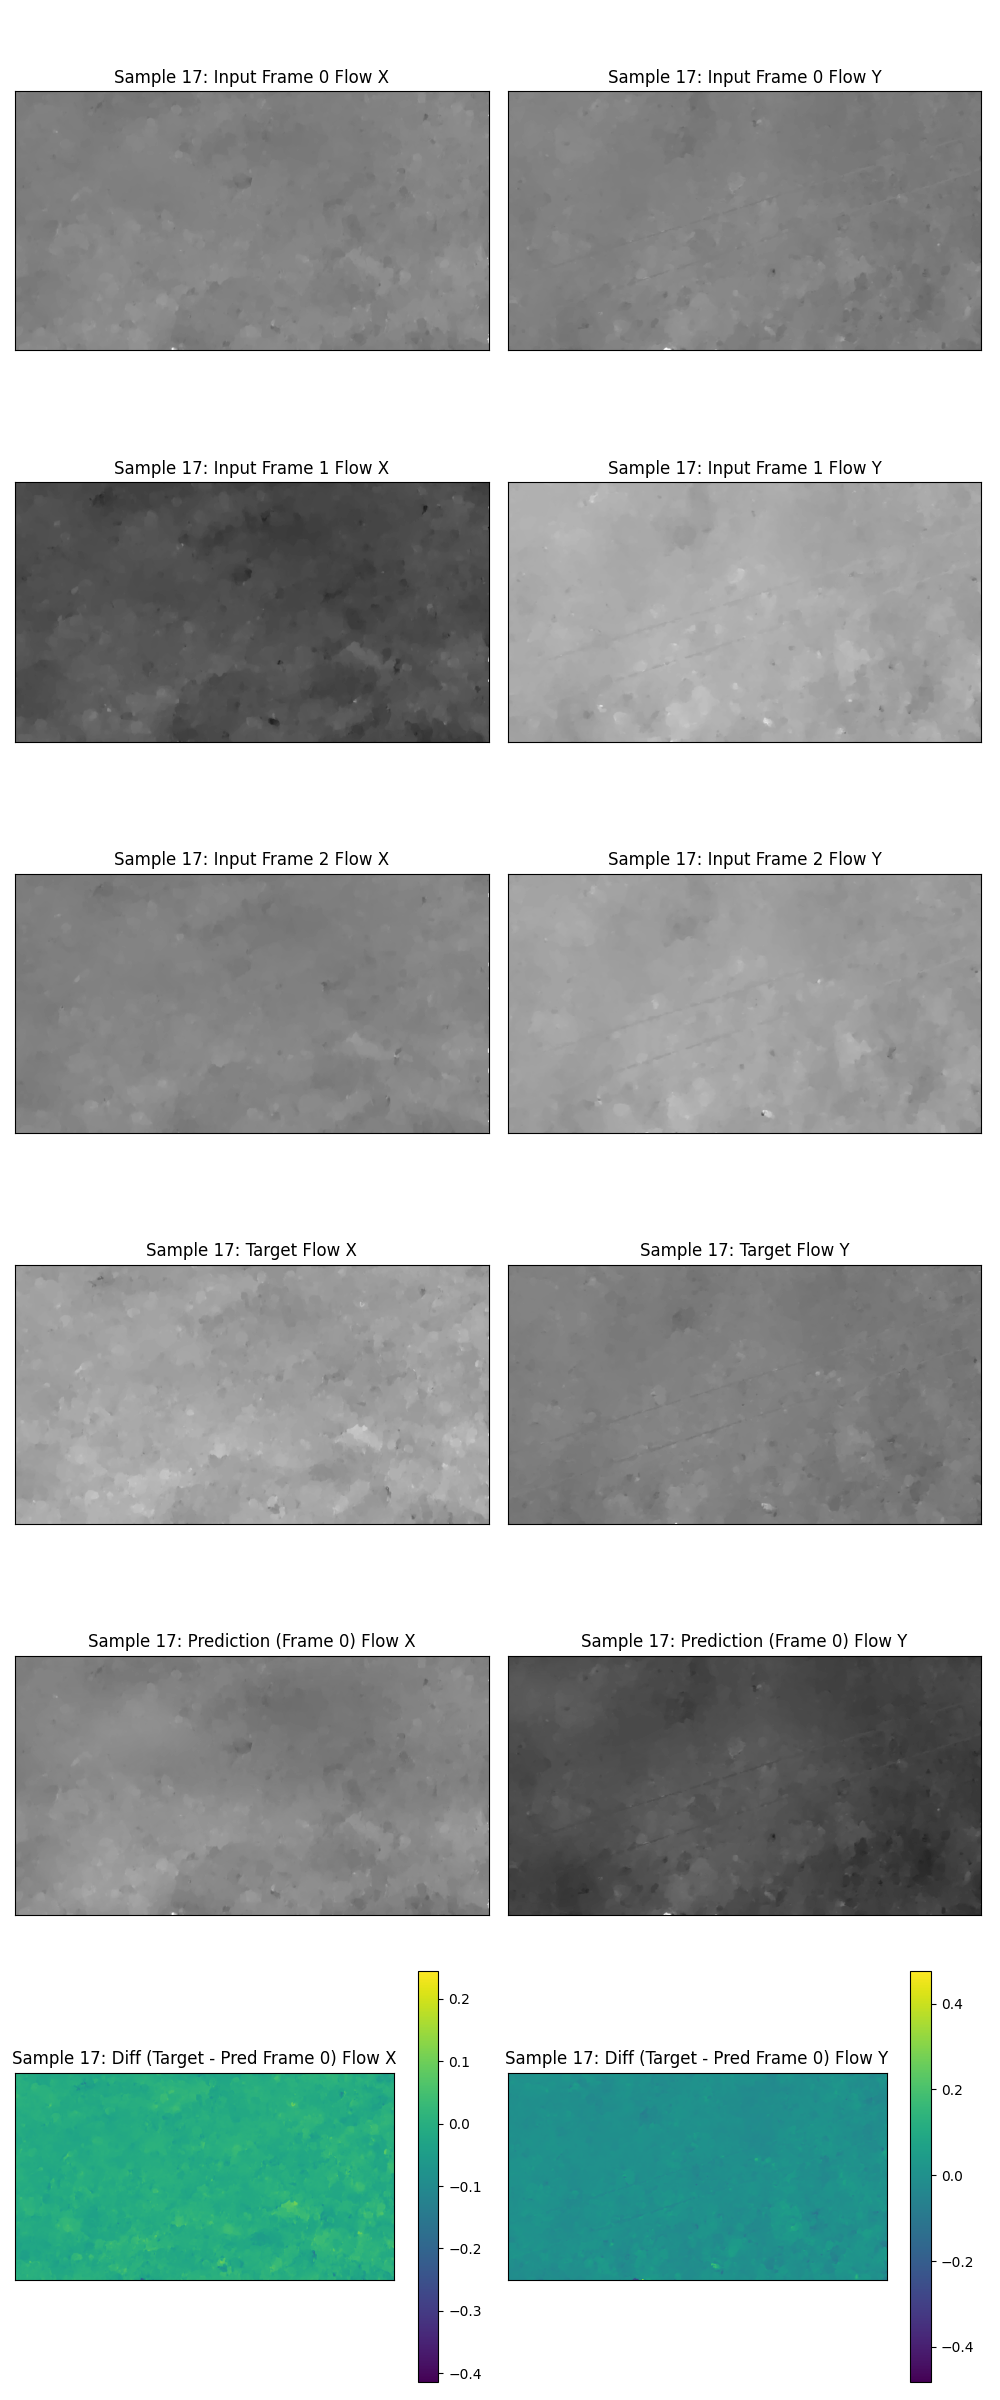 Sample 17: Input Frame 0 Flow X
Sample 17: Input Frame 0 Flow Y
Sample 17: Input Frame 1 Flow X
Sample 17: Input Frame 1 Flow Y
Sample 17: Input Frame 2 Flow X
Sample 17: Input Frame 2 Flow Y
Sample 17: Target Flow X
Sample 17: Target Flow Y
Sample 17: Prediction (Frame 0) Flow X
Sample 17: Prediction (Frame 0) Flow Y
Sample 17: Diff (Target - Pred Frame 0) Flow X
0.2
0.1
0.0
−0.1
−0.2
−0.3
−0.4
Sample 17: Diff (Target - Pred Frame 0) Flow Y
0.4
0.2
0.0
−0.2
−0.4